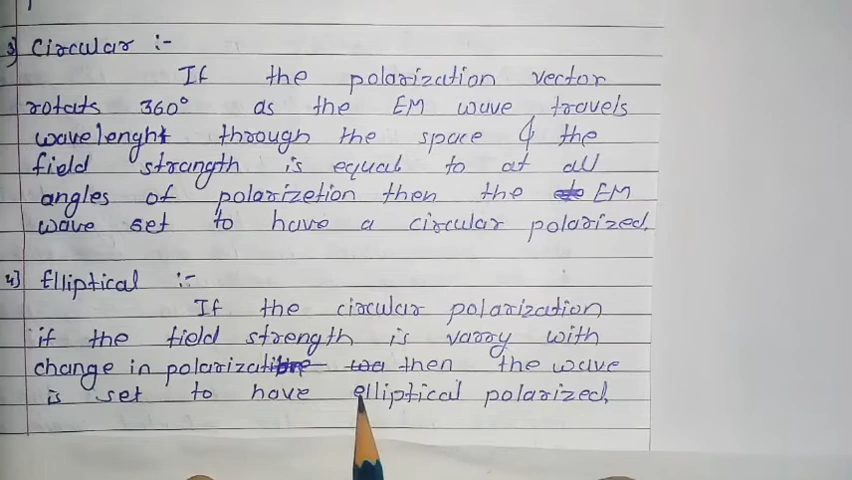 3) Circular :-
If the polarization vector
rotats 360° as the EM wave travels
wavelenght through the space & the
field strangth is equal to at all
angles of polarizetion then the EM
wave set to have a circular polarized.
4) Elliptical :-
If the circular polarization
if the field strength is varry with
change in polarization then the wave
is set to have elliptical polarized.